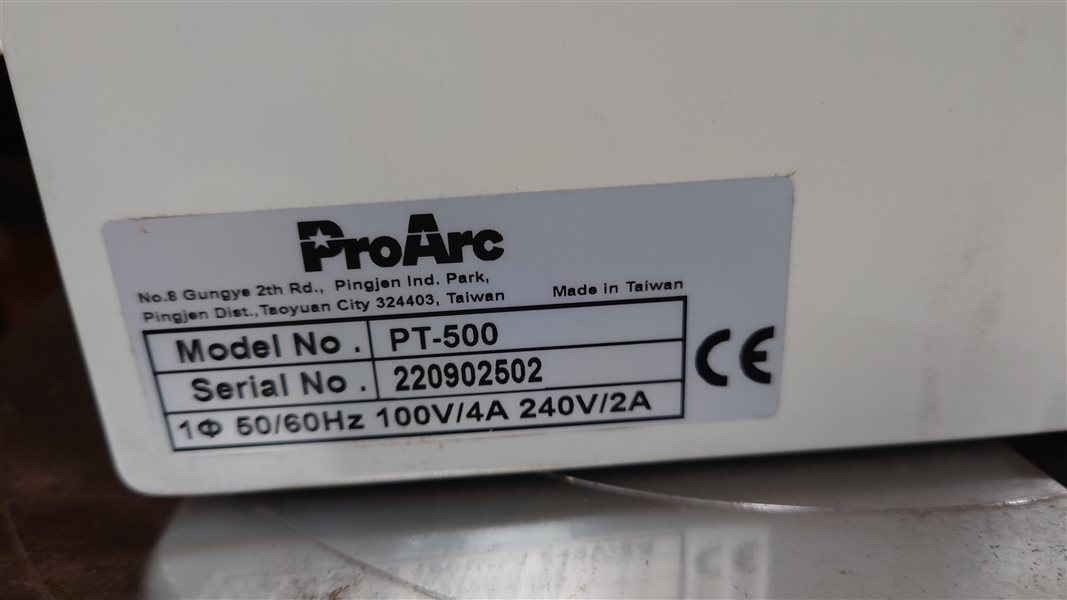 ProArc
No.8 Gungye 2th Rd., Pingjen Ind. Park,
Pingjen Dist.,Taoyuan City 324403, Taiwan
Made in Taiwan
Model No . PT-500
Serial No . 220902502
1Φ 50/60Hz 100V/4A 240V/2A
CE